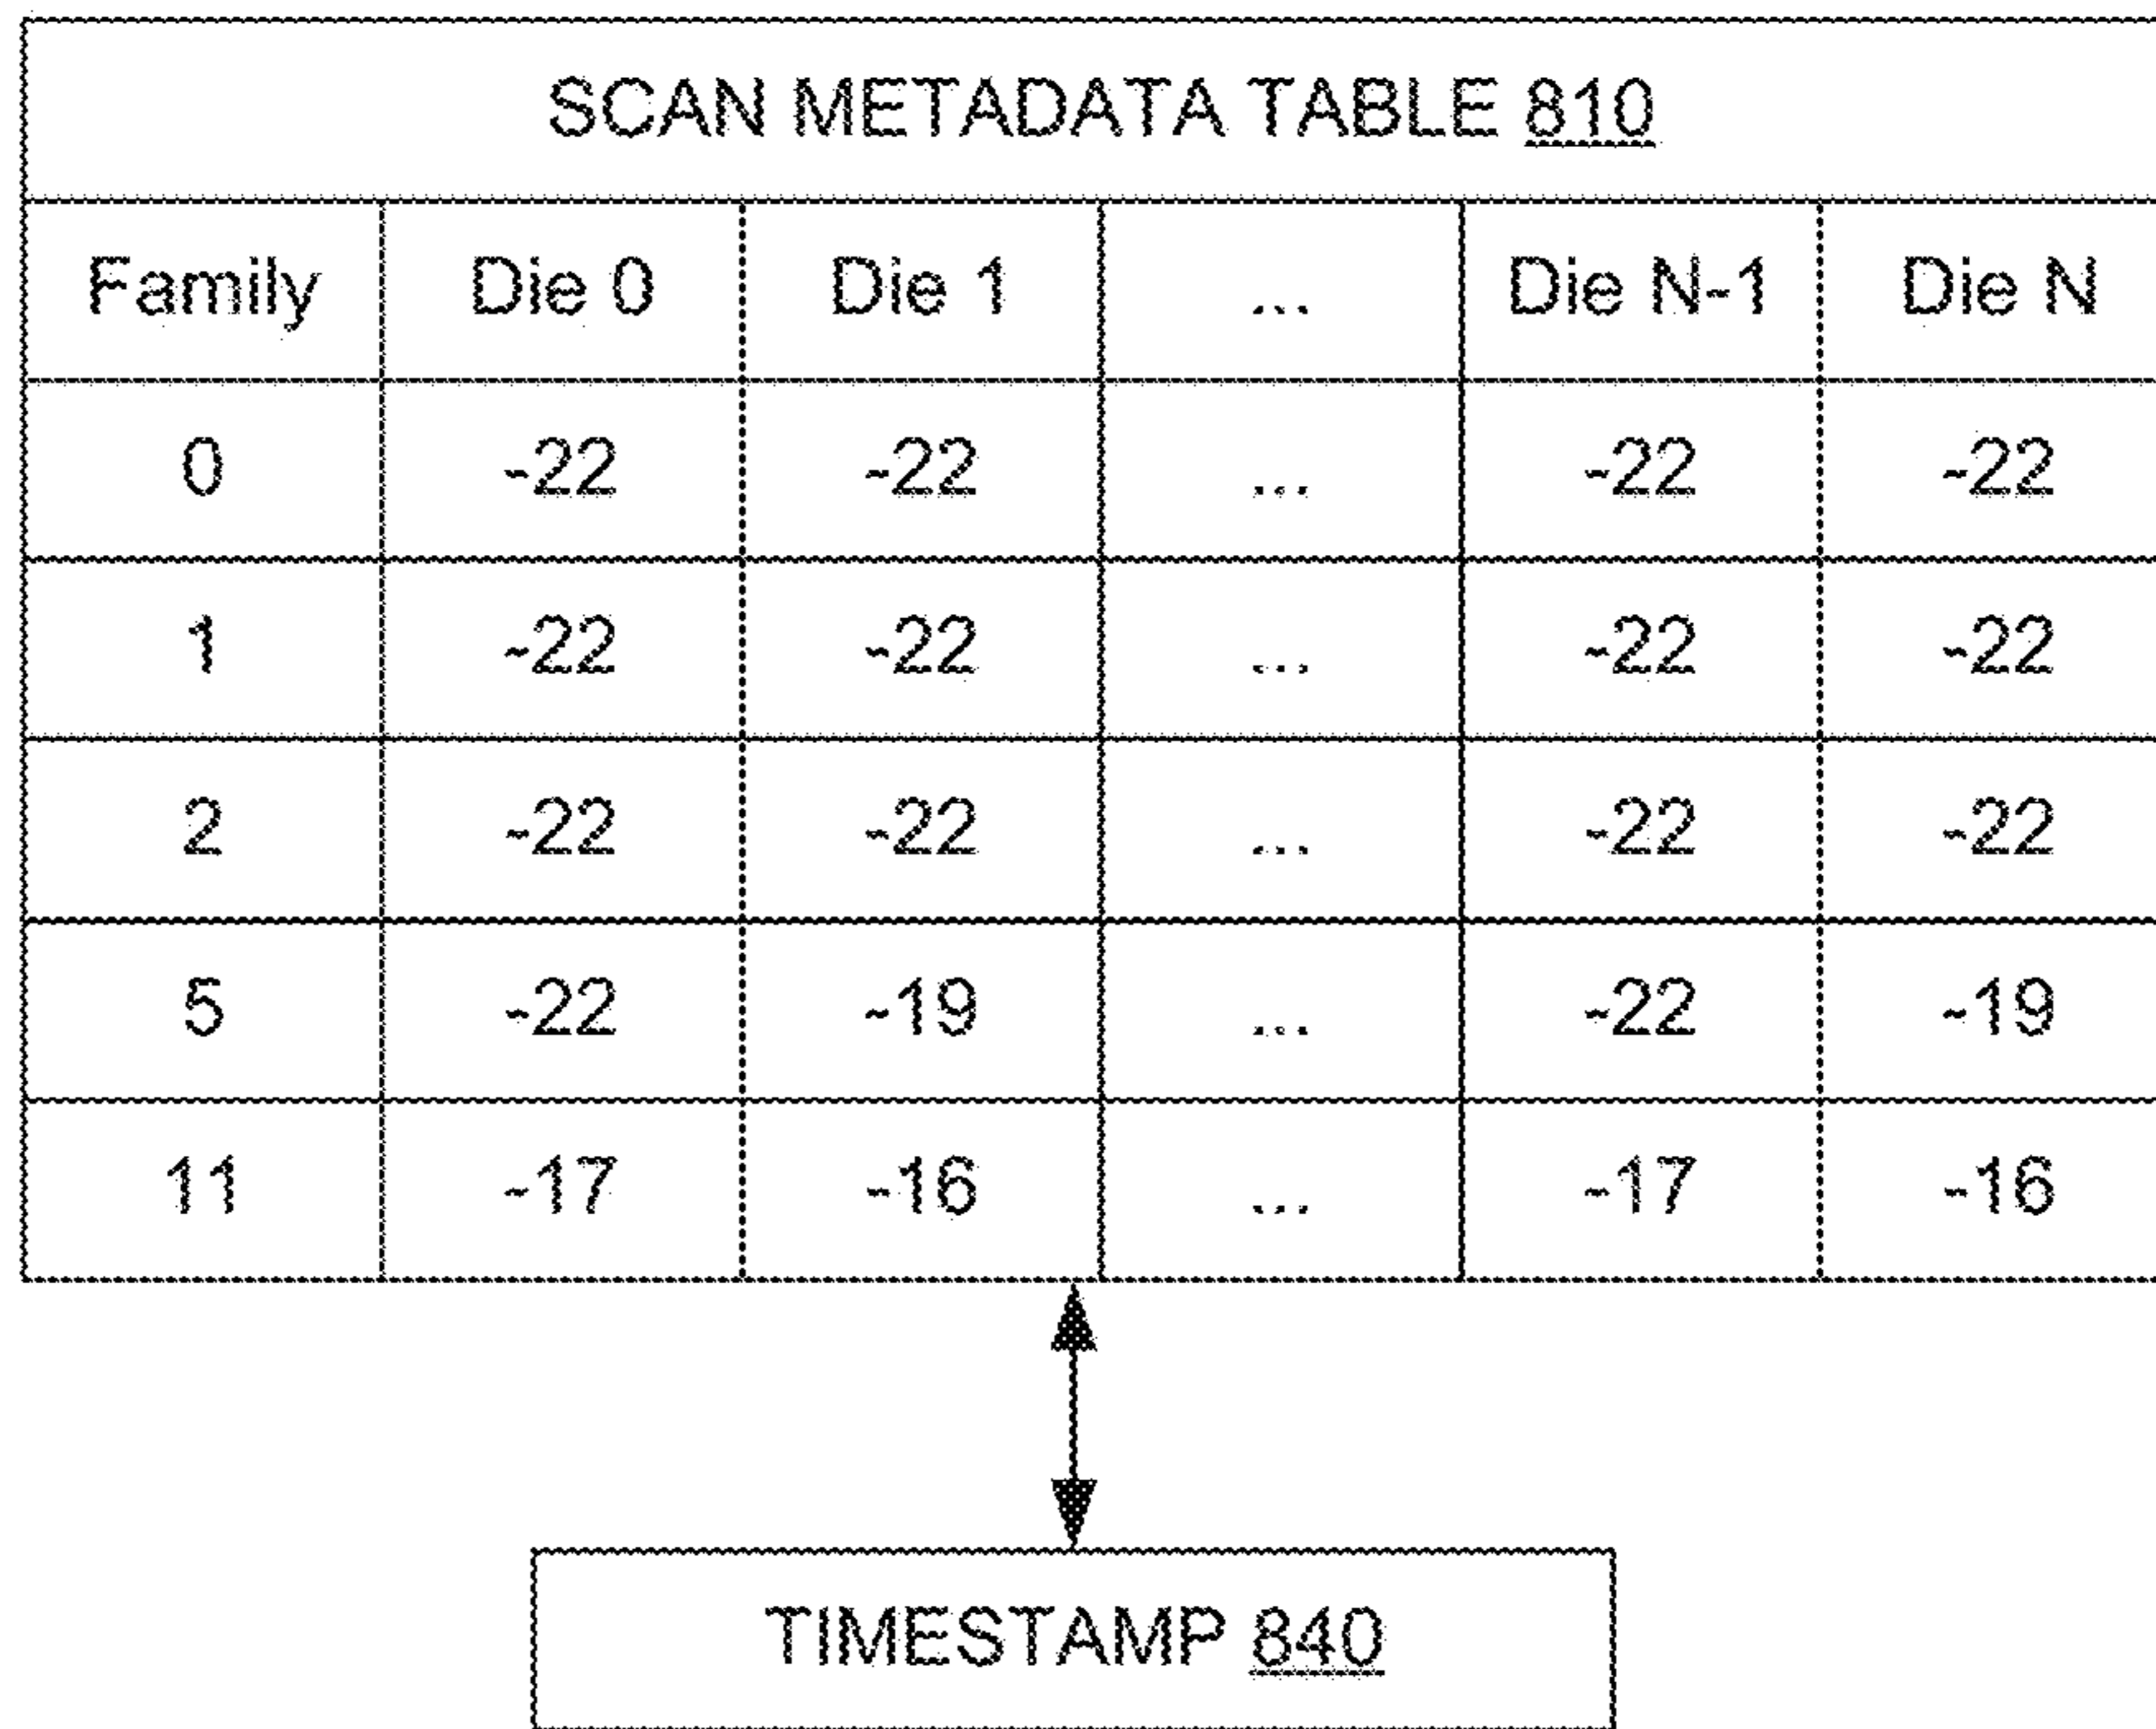 SCAN METADATA TABLE 810
Family Die 0 Die 1 ... Die N-1 Die N
0 -22 -22 ... -22 -22
1 -22 -22 ... -22 -22
2 -22 -22 ... -22 -22
5 -22 -19 ... -22 -19
11 -17 -16 ... -17 -16
TIMESTAMP 840